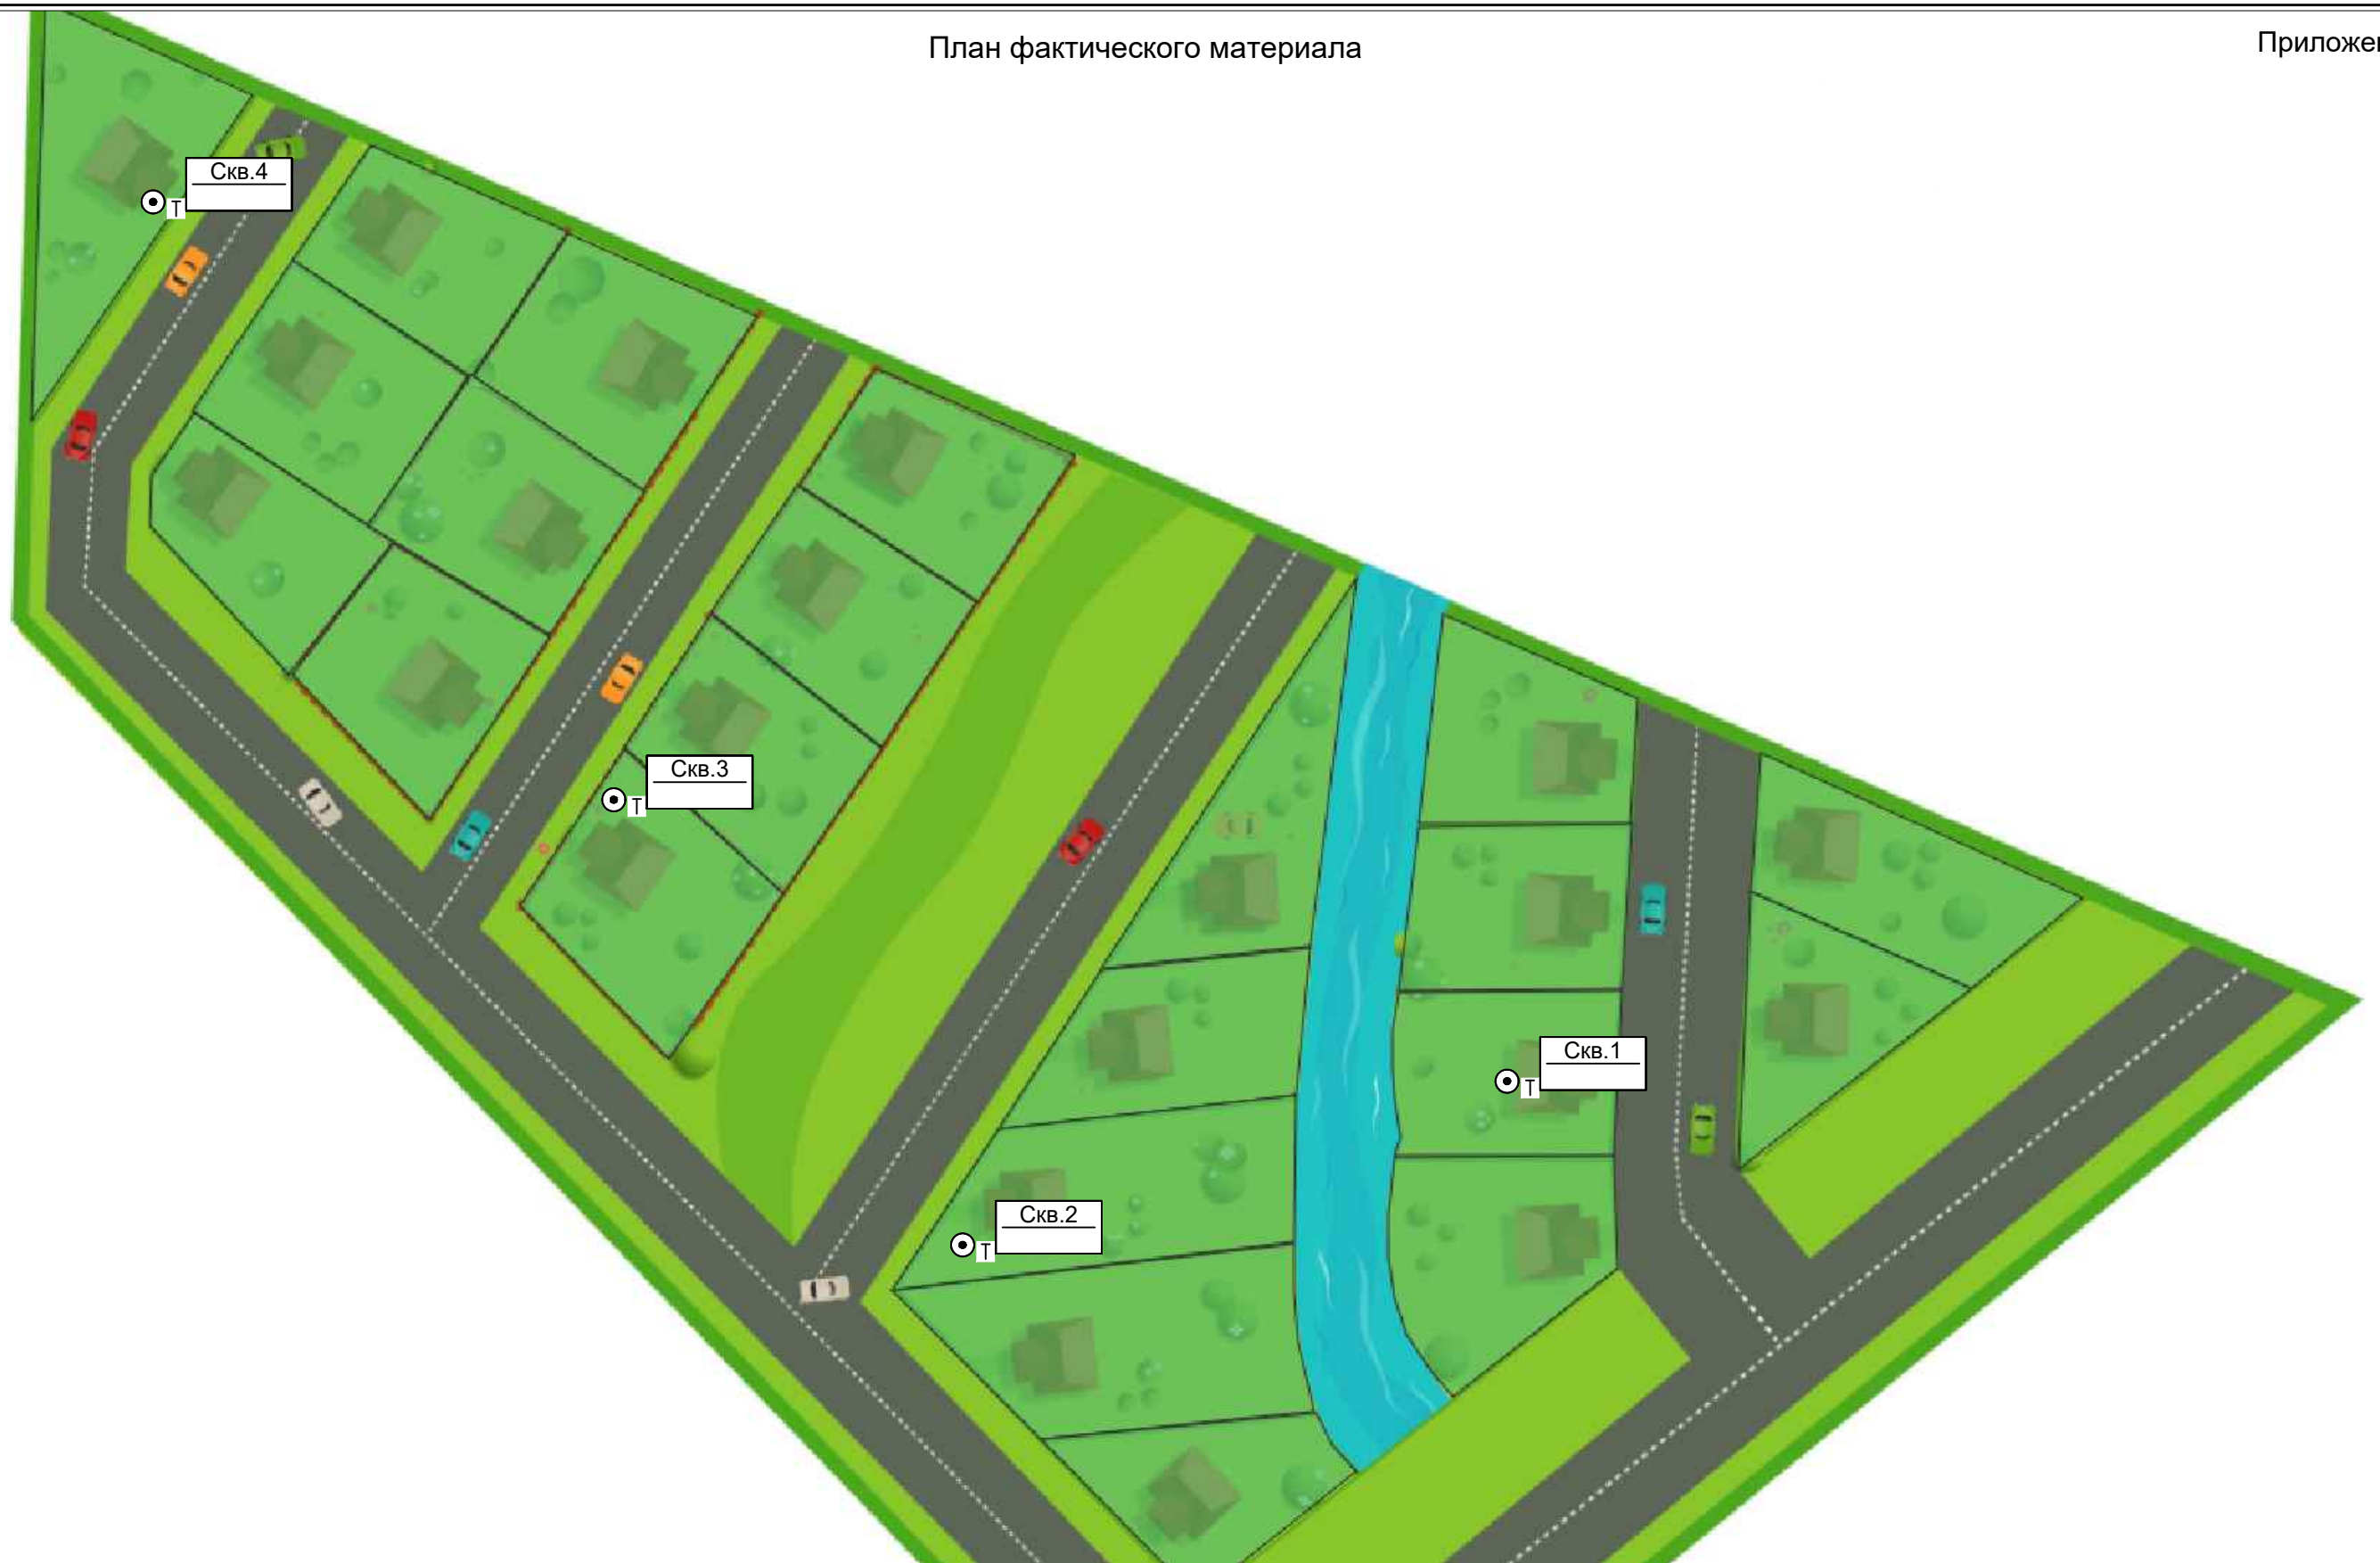 План фактического материала
Приложе
Скв.4
Т
Скв.3
Т
Скв.1
Т
Скв.2
Т